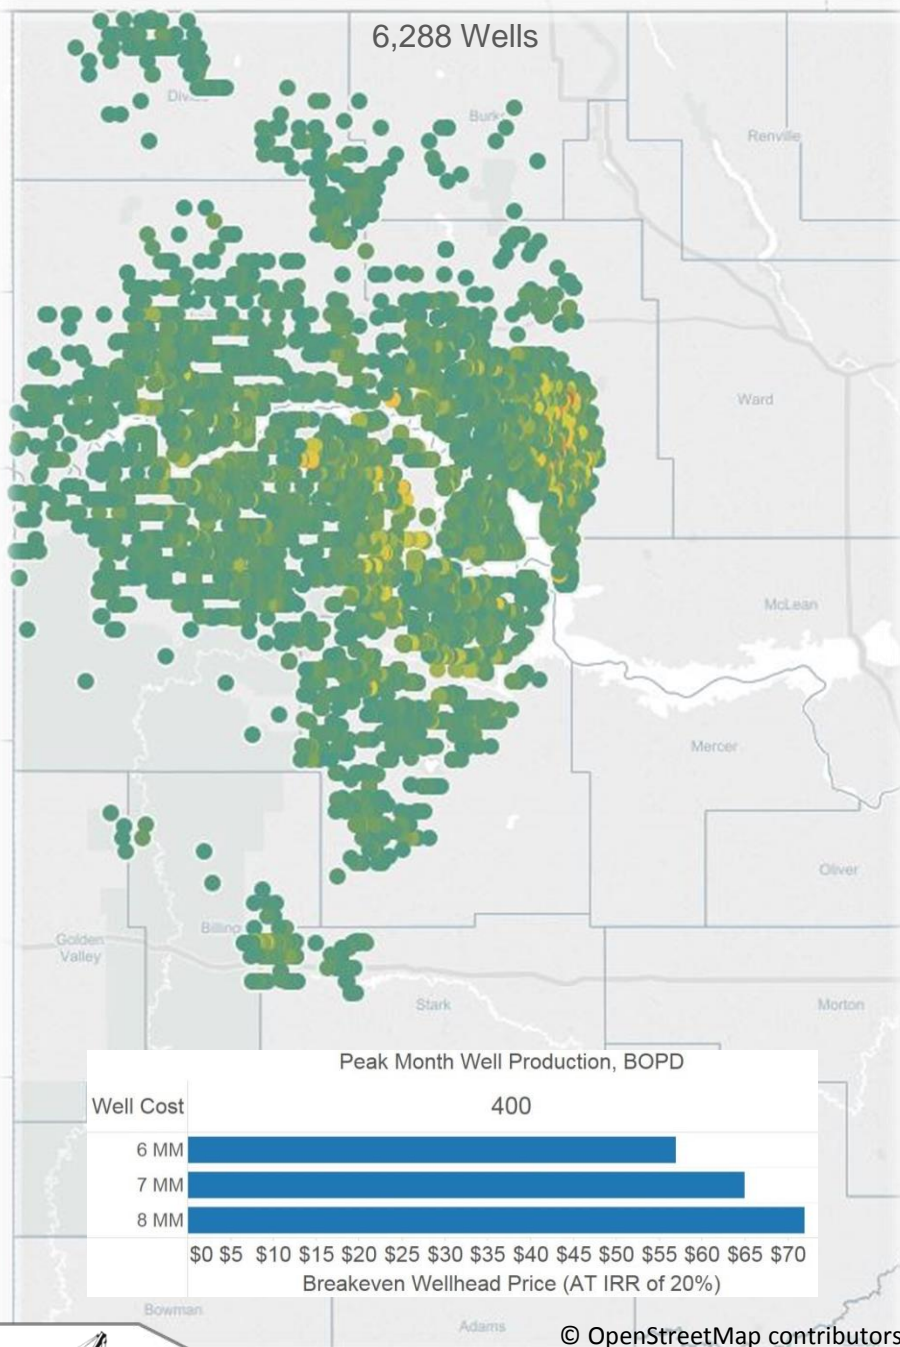 6,288 Wells
Burke
Renville
Ward
McLean
Mercer
Oliver
Billings
Golden
Valley
Stark
Morton
Peak Month Well Production, BOPD
Well Cost 400
6 MM
7 MM
8 MM
$0 $5 $10 $15 $20 $25 $30 $35 $40 $45 $50 $55 $60 $65 $70
Breakeven Wellhead Price (AT IRR of 20%)
Bowman
Adams
© OpenStreetMap contributors